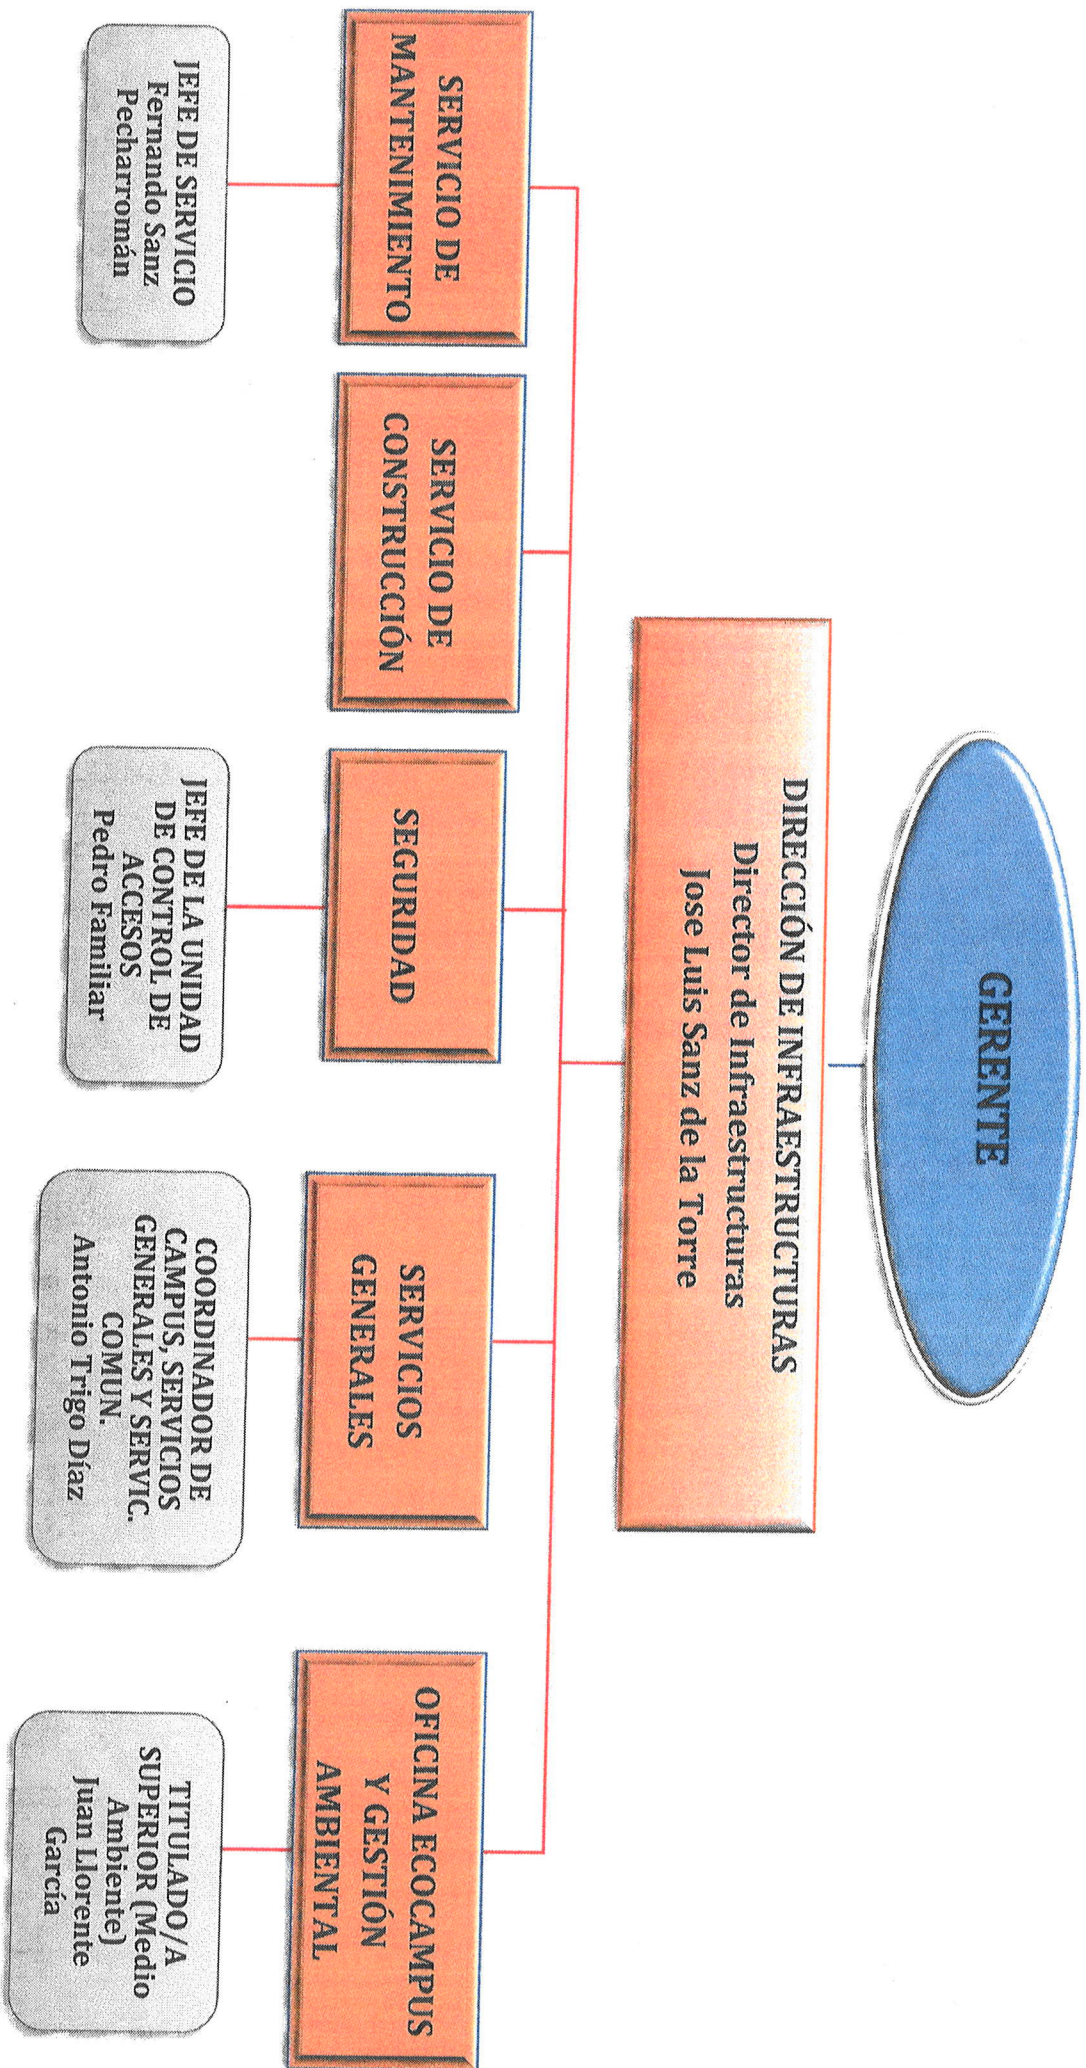 GERENTE
DIRECCIÓN DE INFRAESTRUCTURAS
Director de Infraestructuras
Jose Luis Sanz de la Torre
SERVICIO DE
MANTENIMIENTO
SERVICIO DE
CONSTRUCCIÓN
SEGURIDAD
SERVICIOS
GENERALES
OFICINA ECOCAMPUS
Y GESTIÓN
AMBIENTAL
JEFE DE SERVICIO
Fernando Sanz
Pecharromán
JEFE DE LA UNIDAD
DE CONTROL DE
ACCESOS
Pedro Familiar
COORDINADOR DE
CAMPUS, SERVICIOS
GENERALES Y SERVIC.
COMUN.
Antonio Trigo Díaz
TITULADO/A
SUPERIOR (Medio
Ambiente)
Juan Llorente
García